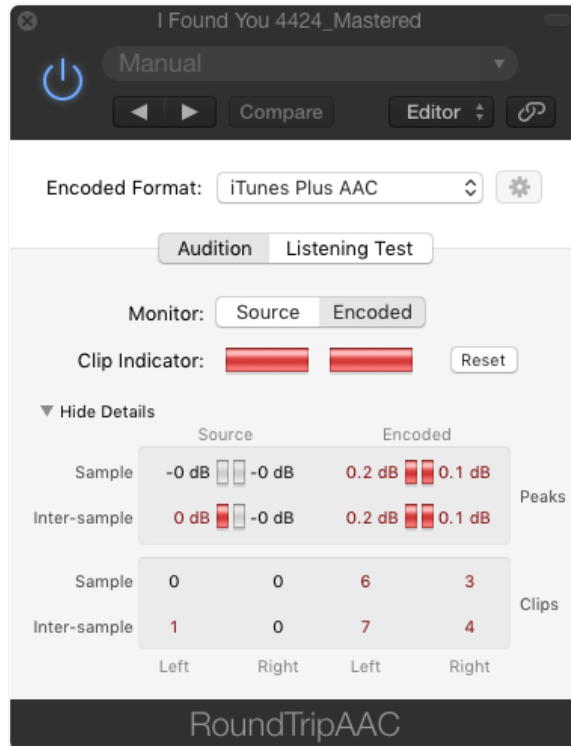 I Found You 4424_Mastered
Manual
Compare Editor
Encoded Format: iTunes Plus AAC
Audition Listening Test
Monitor: Source Encoded
Clip Indicator: Reset
Hide Details
Source Encoded
Sample -0 dB -0 dB 0.2 dB 0.1 dB
Peaks
Inter-sample 0 dB -0 dB 0.2 dB 0.1 dB
Sample 0 0 6 3
Clips
Inter-sample 1 0 7 4
Left Right Left Right
RoundTripAAC